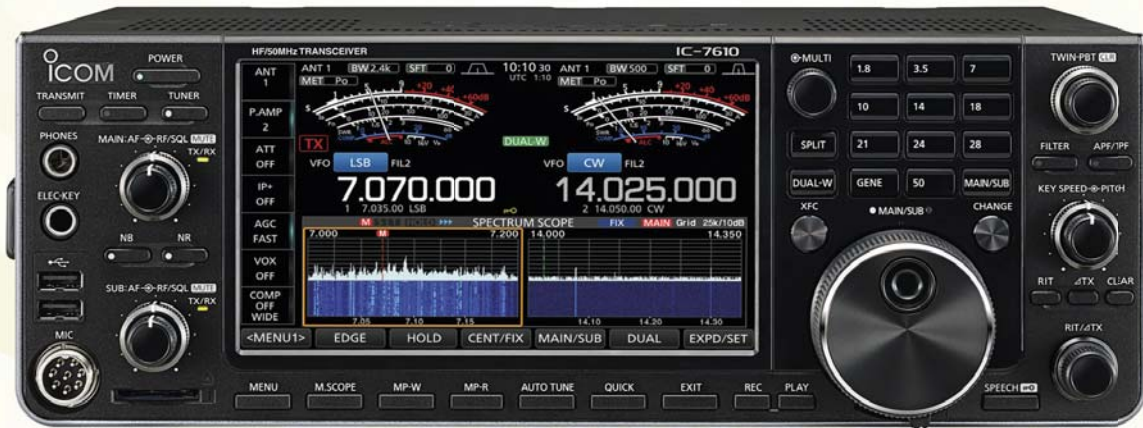 ICOM
POWER
TRANSMIT TIMER TUNER
PHONES
MAIN:AF RF/SQL MUTE
TX/RX
ELEC-KEY
NB NR
SUB:AF RF/SQL MUTE
TX/RX
MIC
HF/50MHz TRANSCEIVER
IC-7610
ANT 1
P.AMP 2
ATT OFF
IP+ OFF
AGC FAST
VOX OFF
COMP OFF WIDE
ANT 1 BW 2.4k SFT 0
10:10 30
UTC 1:10
ANT 1 BW 500 SFT 0
MET Po
MET Po
S 9 +20 +40 +60dB
S 9 +20 +40 +60dB
TX
DUAL-W
VFO LSB FIL2
VFO CW FIL2
7.070.000
14.025.000
1 7.035.00 LSB
2 14.050.00 CW
SPECTRUM SCOPE
FIX MAIN Grid 25k/10dB
7.000 M 7.200
14.000 14.350
7.05 7.10 7.15
14.10 14.20 14.30
<MENU1> EDGE HOLD CENT/FIX MAIN/SUB DUAL EXPD/SET
MENU M.SCOPE MP-W MP-R AUTO TUNE QUICK EXIT REC PLAY
MULTI
1.8 3.5 7
10 14 18
SPLIT 21 24 28
DUAL-W GENE 50 MAIN/SUB
XFC
MAIN/SUB
CHANGE
SPEECH
TWIN-PBT CLR
FILTER APF/TPF
KEY SPEED PITCH
RIT ⊿TX CLEAR
RIT/⊿TX